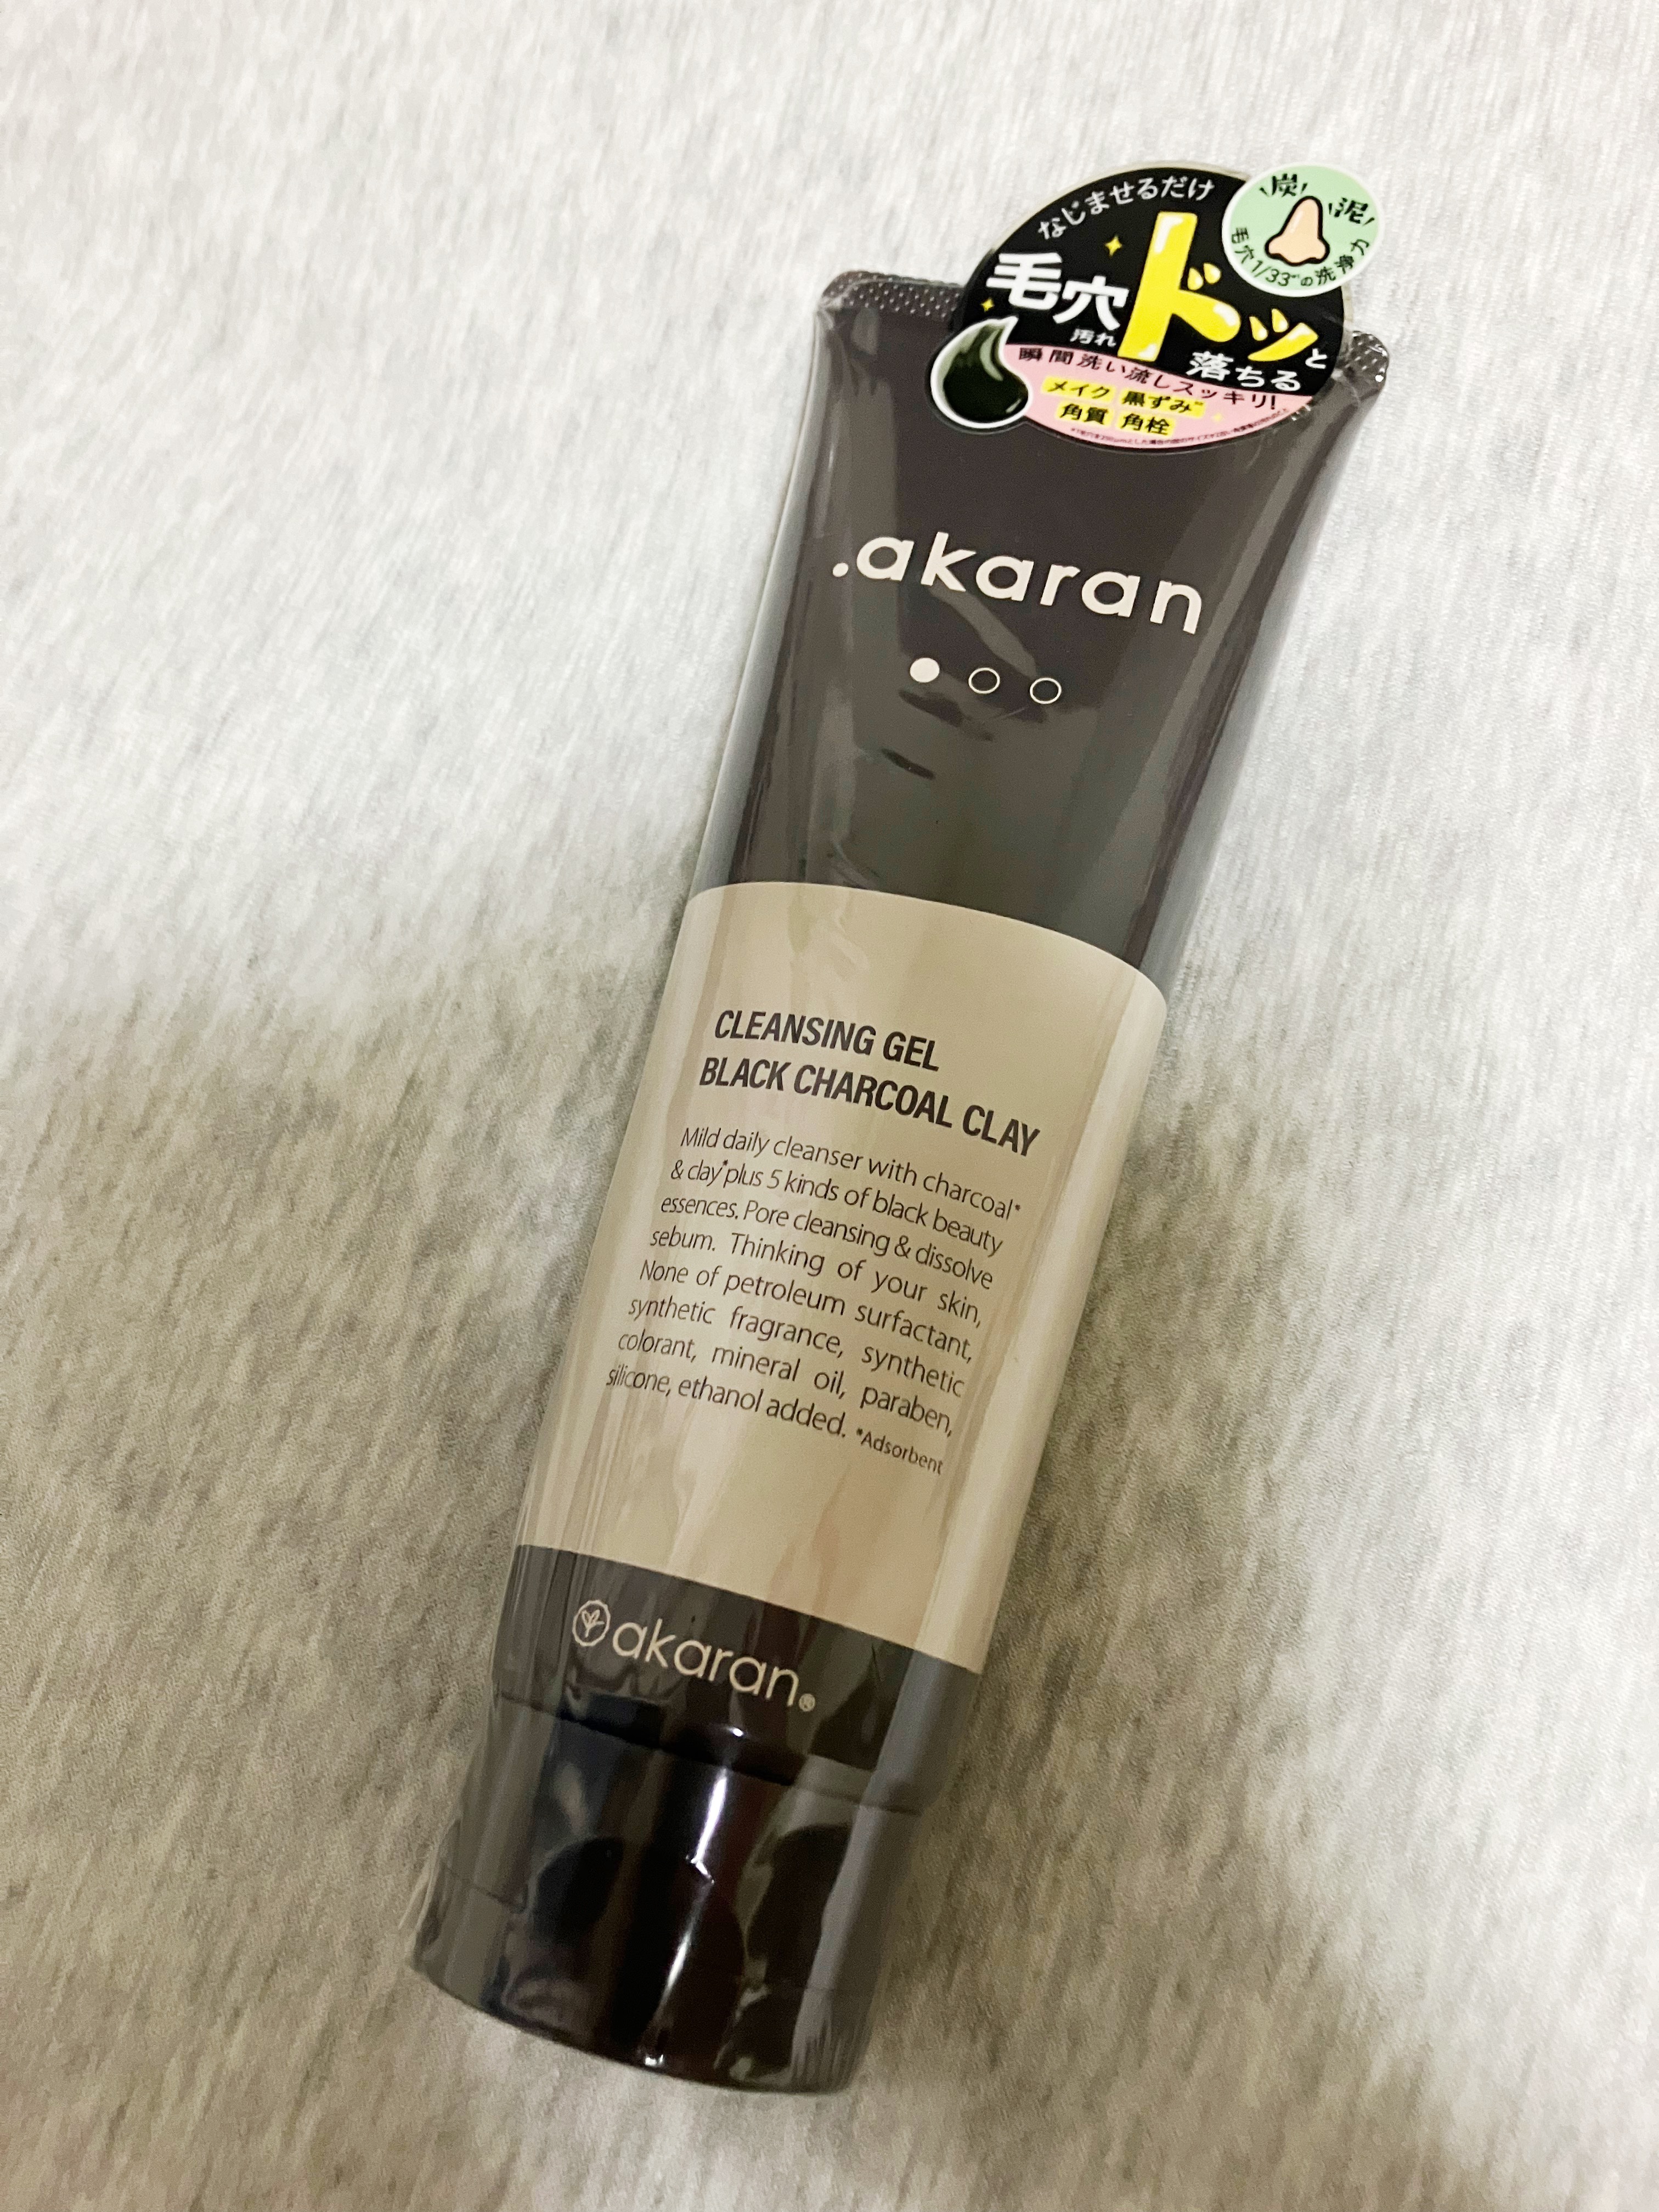 なじませるだけ
炭
泥
毛穴1/33の洗浄力
毛穴
汚れ
ドッと
落ちる
瞬間洗い流しスッキリ!
メイク 黒ずみ
角質 角栓
.akaran
CLEANSING GEL
BLACK CHARCOAL CLAY
Mild daily cleanser with charcoal*
& clay*plus 5 kinds of black beauty
essences. Pore cleansing & dissolve
sebum. Thinking of your skin,
None of petroleum surfactant,
synthetic fragrance, synthetic
colorant, mineral oil, paraben,
silicone, ethanol added. *Adsorbent
akaran®